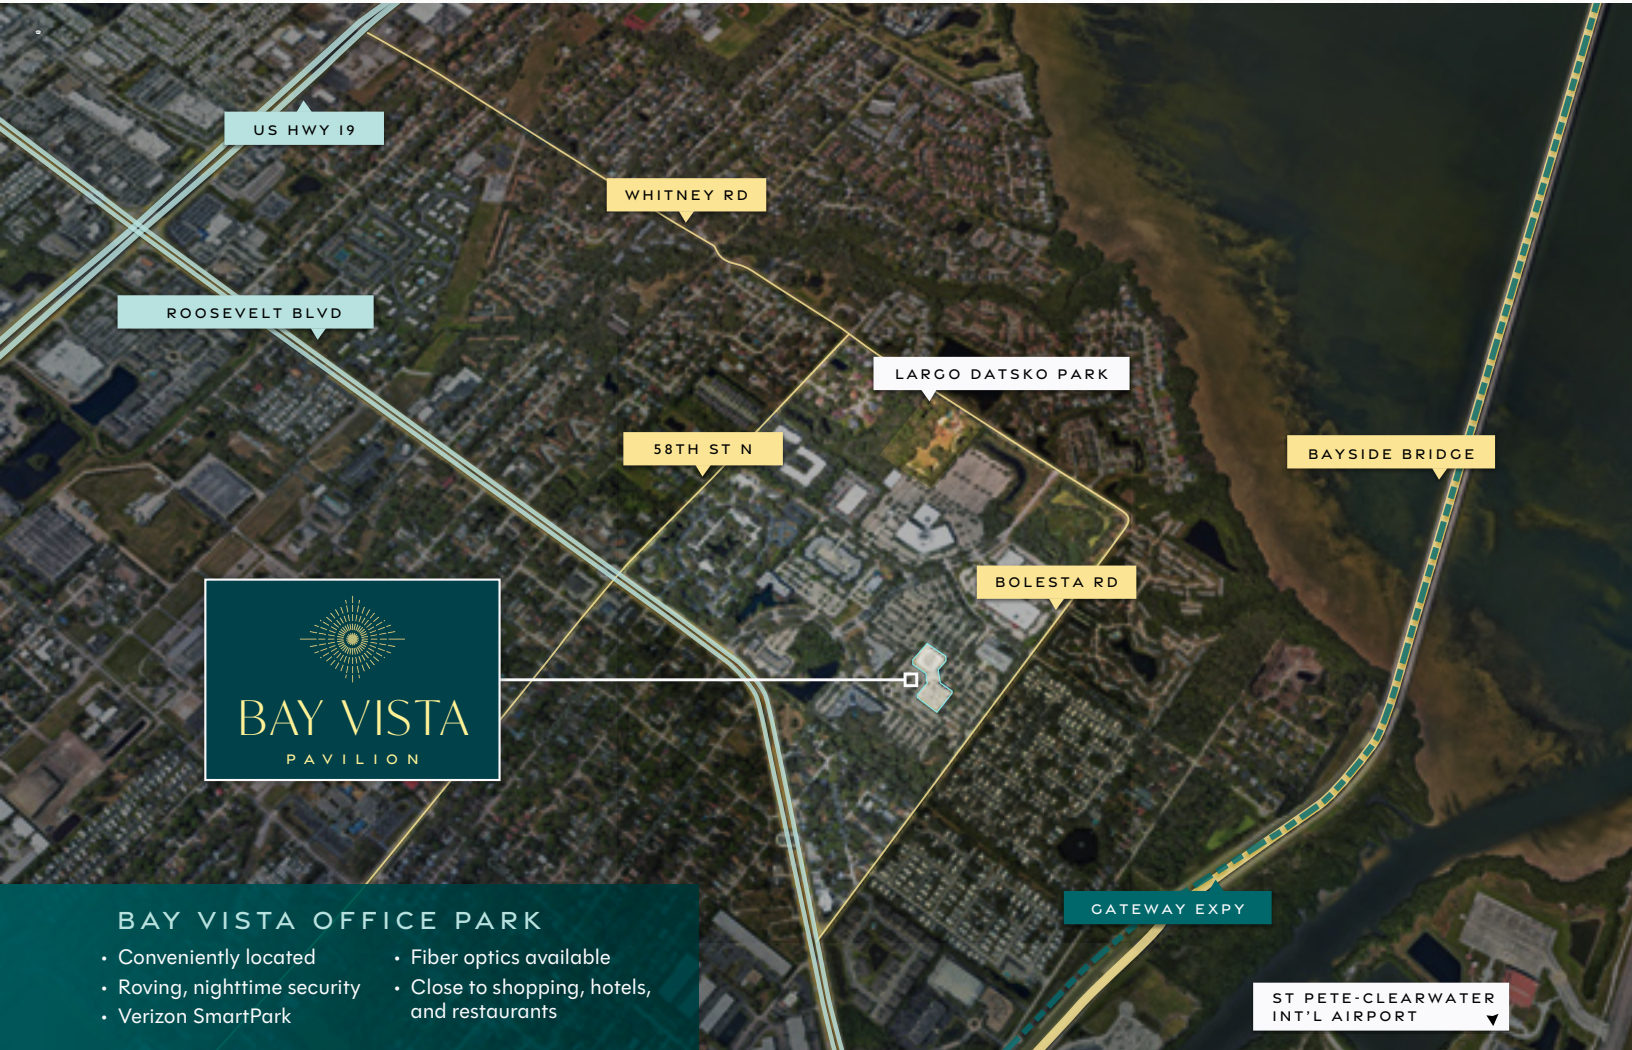 US HWY 19
WHITNEY RD
ROOSEVELT BLVD
LARGO DATSKO PARK
58TH ST N
BAYSIDE BRIDGE
BOLESTA RD
BAY VISTA
PAVILION
GATEWAY EXPY
BAY VISTA OFFICE PARK
• Conveniently located
• Roving, nighttime security
• Verizon SmartPark
• Fiber optics available
• Close to shopping, hotels,
and restaurants
ST PETE-CLEARWATER
INT'L AIRPORT